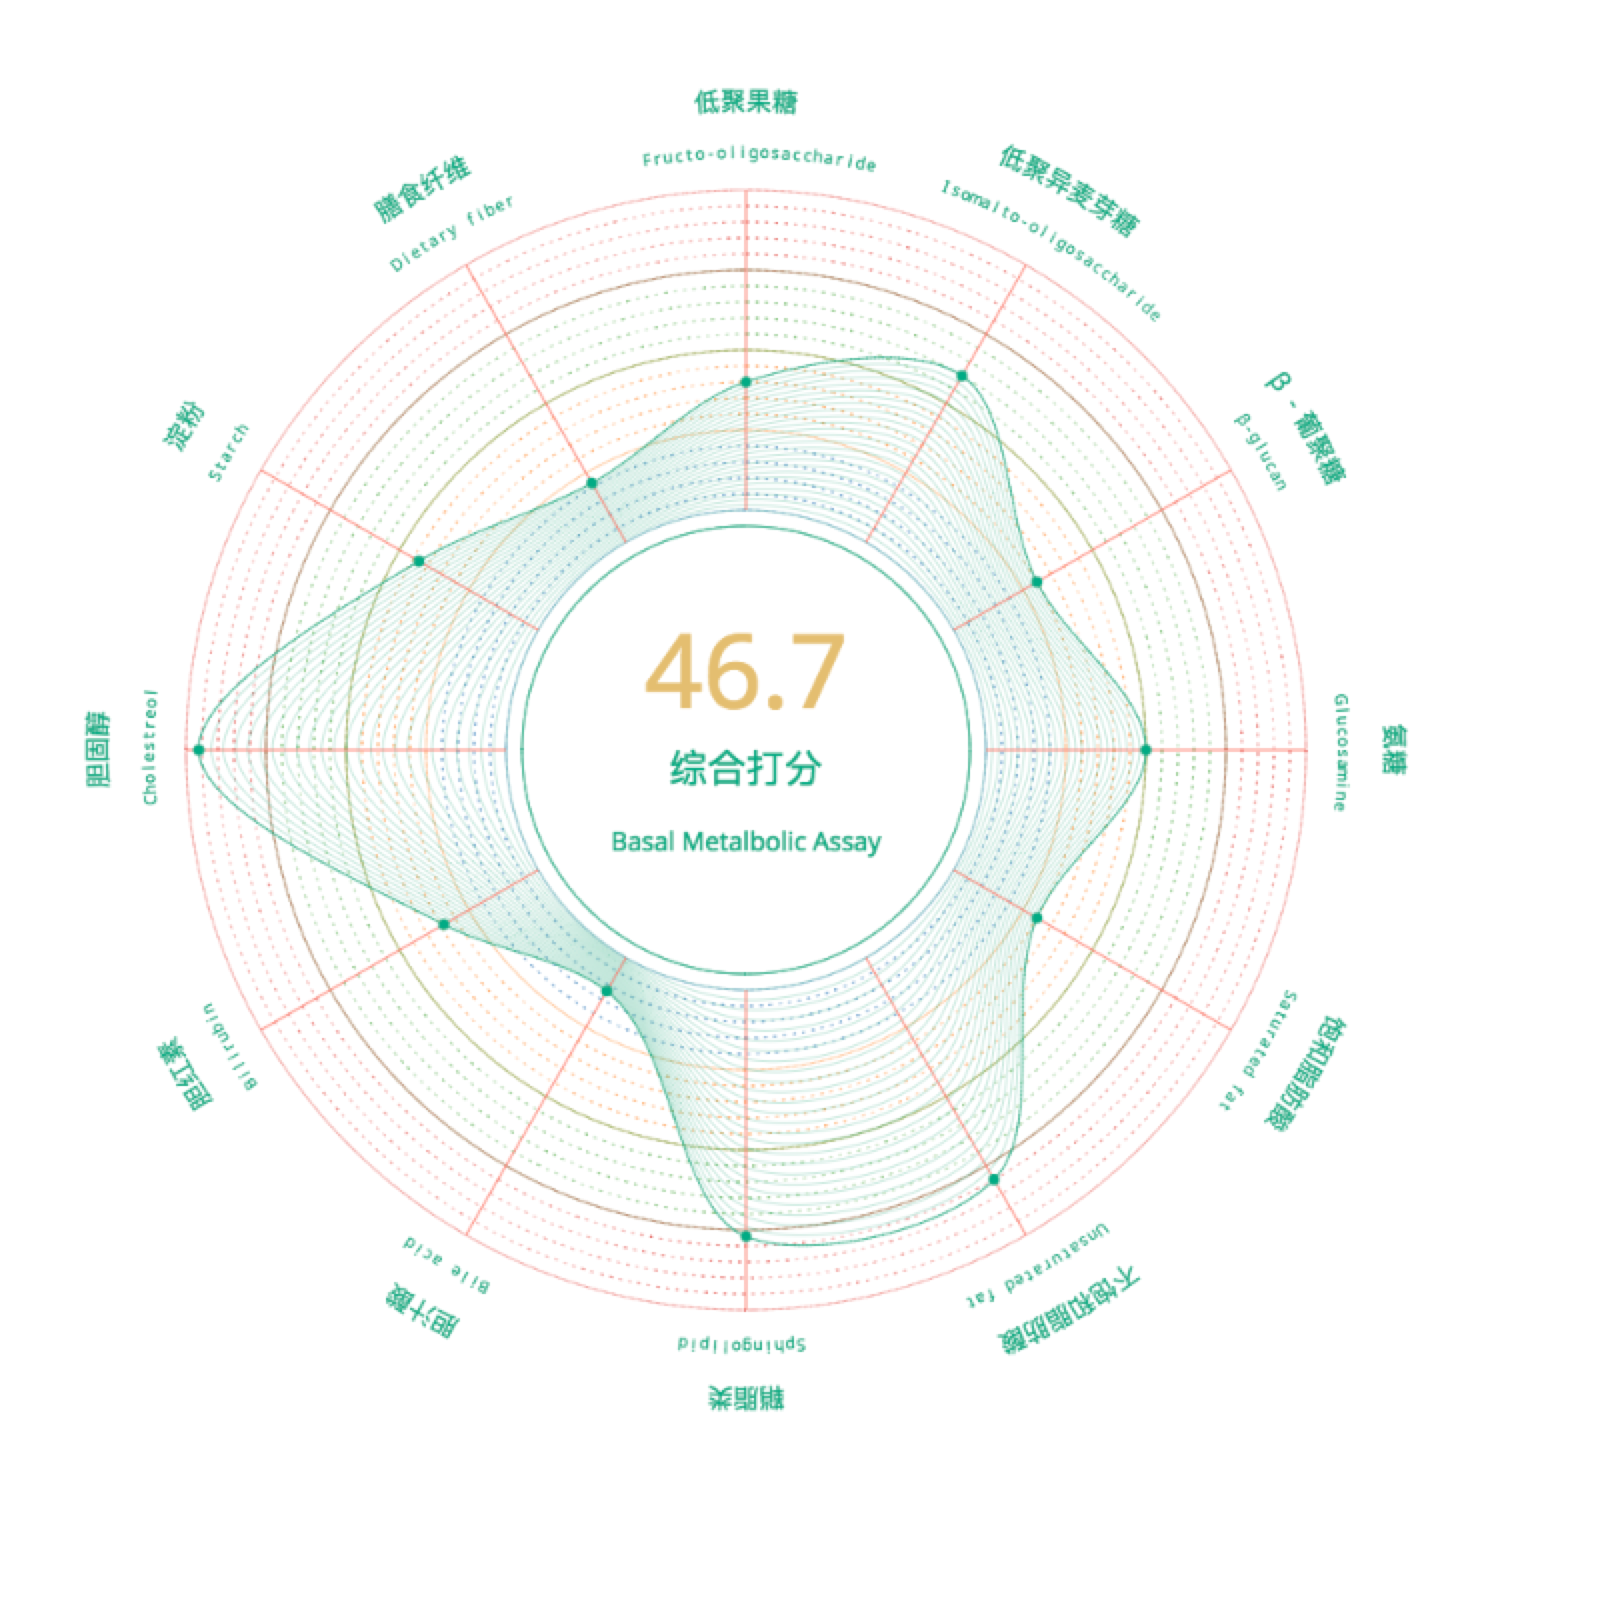 低聚果糖
Fructo-oligosaccharide
低聚异麦芽糖
Isomalto-oligosaccharide
β - 葡聚糖
β-glucan
氨糖
Glucosamine
饱和脂肪酸
Saturated fat
不饱和脂肪酸
Unsaturated fat
鞘脂类
Sphingolipid
胆汁酸
Bile acid
胆红素
Bilirubin
胆固醇
Cholestreol
淀粉
Starch
膳食纤维
Dietary fiber
46.7
综合打分
Basal Metalbolic Assay